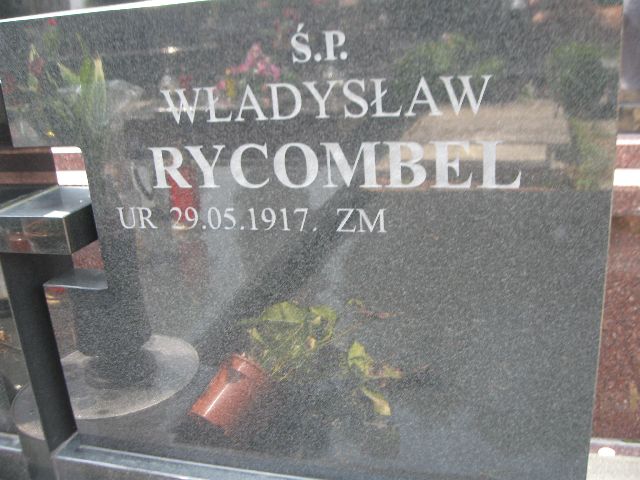 Ś.P.
WŁADYSŁAW
RYCOMBEL
UR 29.05.1917. ZM